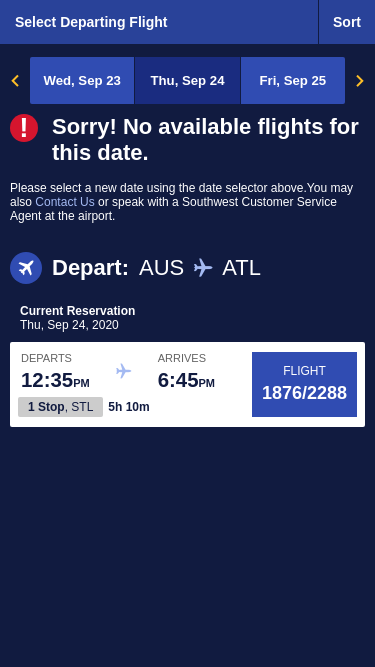 Select Departing Flight
Sort
Wed, Sep 23
Thu, Sep 24
Fri, Sep 25
Sorry! No available flights for
this date.
Please select a new date using the date selector above.You may
also Contact Us or speak with a Southwest Customer Service
Agent at the airport.
Depart: AUS ATL
Current Reservation
Thu, Sep 24, 2020
DEPARTS
12:35PM
ARRIVES
6:45PM
1 Stop, STL 5h 10m
FLIGHT
1876/2288